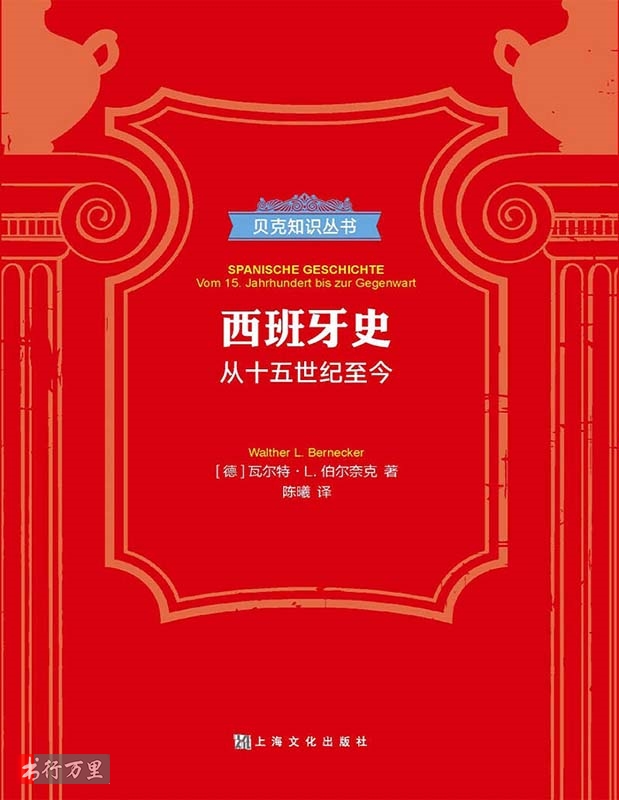 贝克知识丛书
SPANISCHE GESCHICHTE
Vom 15. Jahrhundert bis zur Gegenwart
西班牙史
从十五世纪至今
Walther L. Bernecker
[德]瓦尔特·L. 伯尔奈克 著
陈曦 译
上海文化出版社
书行万里